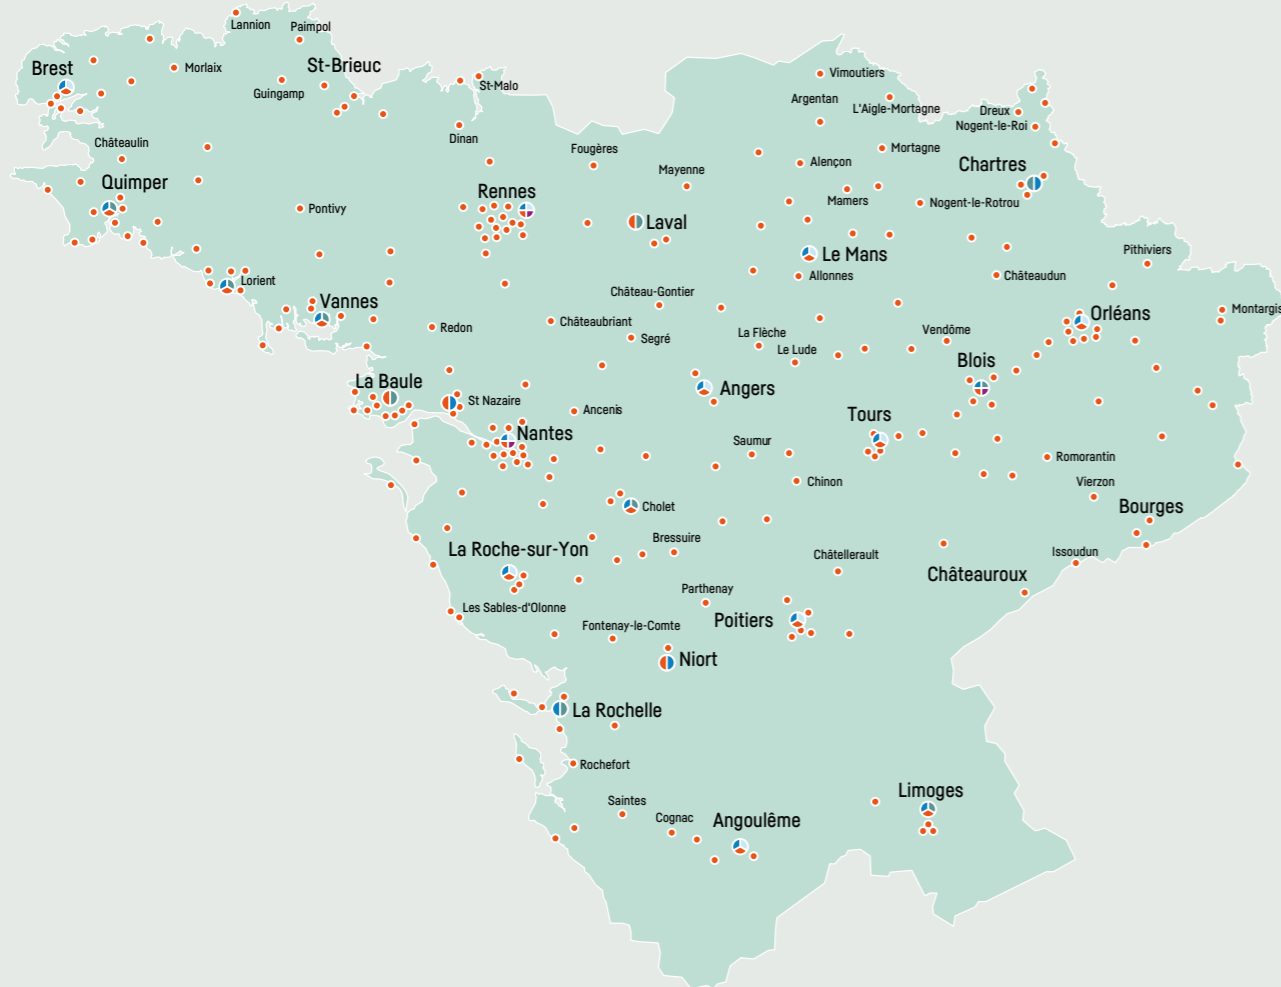 Lannion
Paimpol
Brest
Morlaix
St-Brieuc
Guingamp
St-Malo
Vimoutiers
Argentan
L'Aigle-Mortagne
Dreux
Nogent-le-Roi
Châteaulin
Dinan
Fougères
Mortagne
Alençon
Chartres
Mayenne
Quimper
Rennes
Mamers
Nogent-le-Rotrou
Pontivy
Laval
Le Mans
Pithiviers
Allonnes
Châteaudun
Lorient
Château-Gontier
Vannes
Montargis
Orléans
Châteaubriant
Redon
Segré
La Flèche
Vendôme
Le Lude
Blois
La Baule
Angers
St Nazaire
Ancenis
Tours
Nantes
Saumur
Romorantin
Chinon
Vierzon
Cholet
Bourges
Bressuire
La Roche-sur-Yon
Châtellerault
Issoudun
Châteauroux
Parthenay
Les Sables-d'Olonne
Poitiers
Fontenay-le-Comte
Niort
La Rochelle
Rochefort
Limoges
Saintes
Cognac
Angoulême